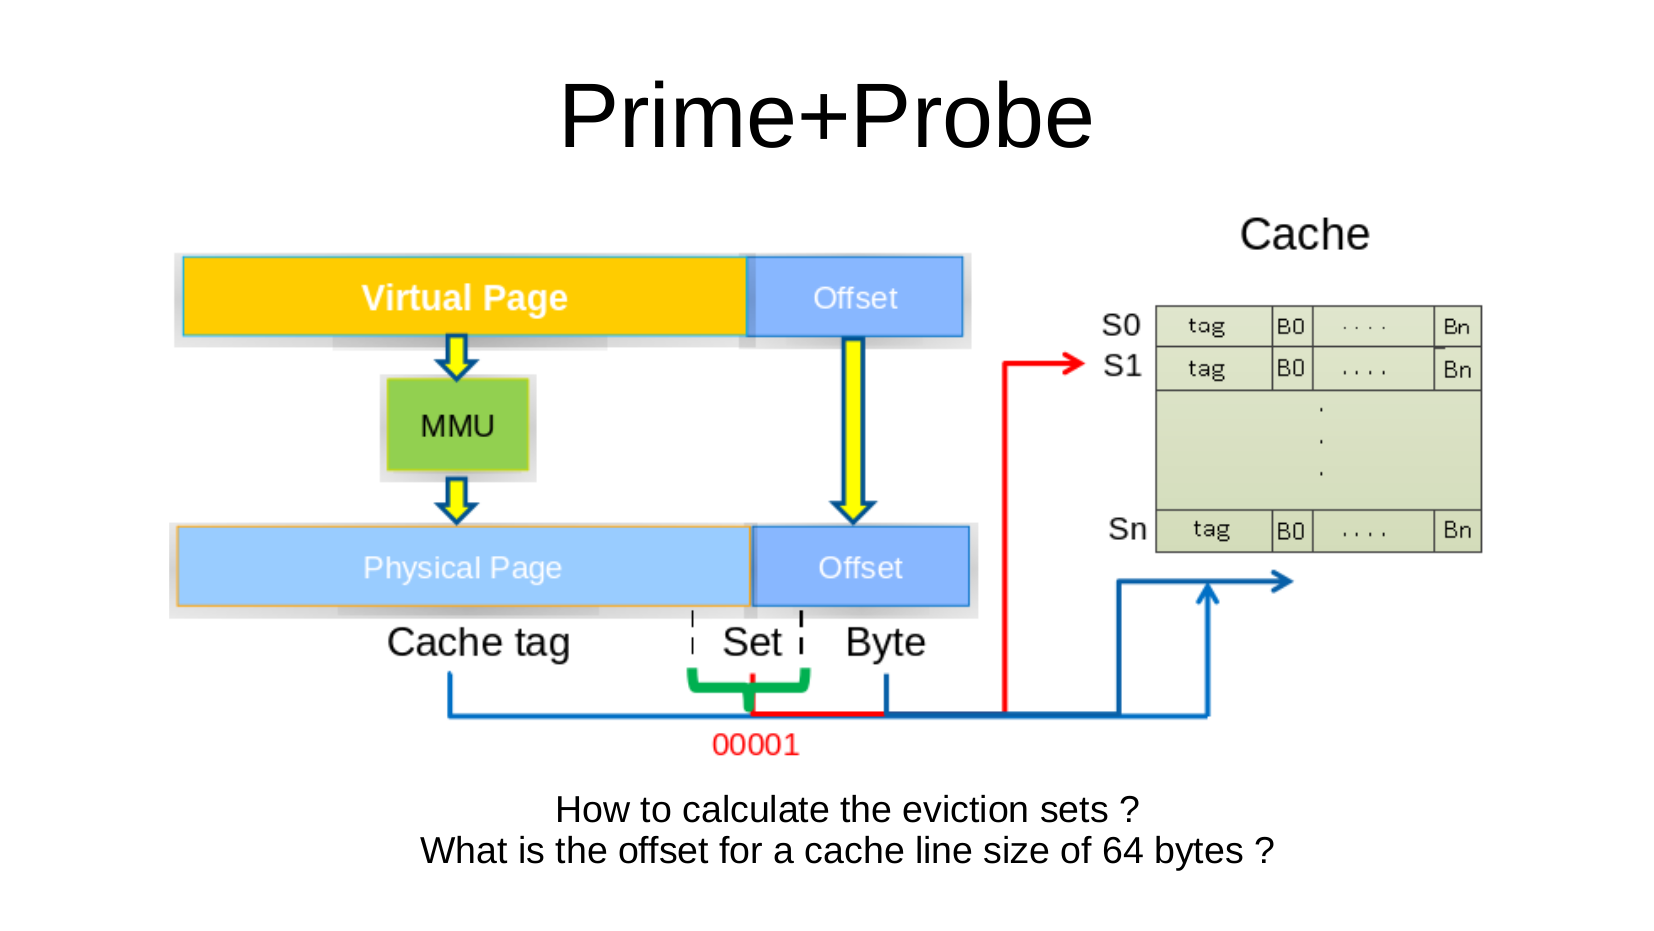 Prime+Probe
Cache
Virtual Page
Offset
S0
tag
B0
. . . .
Bn
S1
tag
B0
. . . .
Bn
MMU
.
.
.
Sn
tag
B0
. . . .
Bn
Physical Page
Offset
Cache tag
Set
Byte
00001
How to calculate the eviction sets ?
What is the offset for a cache line size of 64 bytes ?